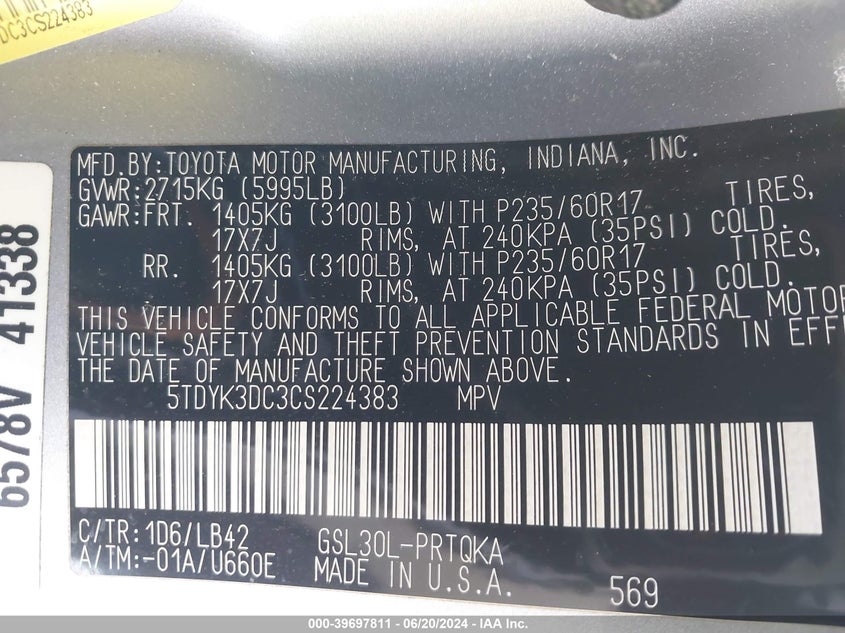 DC3CS224383
6578V 41338
MFD.BY:TOYOTA MOTOR MANUFACTURING, INDIANA, INC.
GVWR:2715KG (5995LB)
GAWR:FRT. 1405KG (3100LB) WITH P235/60R17 TIRES,
17X7J RIMS, AT 240KPA (35PSI) COLD.
RR. 1405KG (3100LB) WITH P235/60R17 TIRES,
17X7J RIMS, AT 240KPA (35PSI) COLD.
THIS VEHICLE CONFORMS TO ALL APPLICABLE FEDERAL MOTOR
VEHICLE SAFETY AND THEFT PREVENTION STANDARDS IN EFFE
THE DATE OF MANUFACTURE SHOWN ABOVE.
5TDYK3DC3CS224383 MPV
C/TR:1D6/LB42 GSL30L-PRTQKA
A/TM:-01A/U660E MADE IN U.S.A. 569
000-39697811 - 06/20/2024 - IAA Inc.